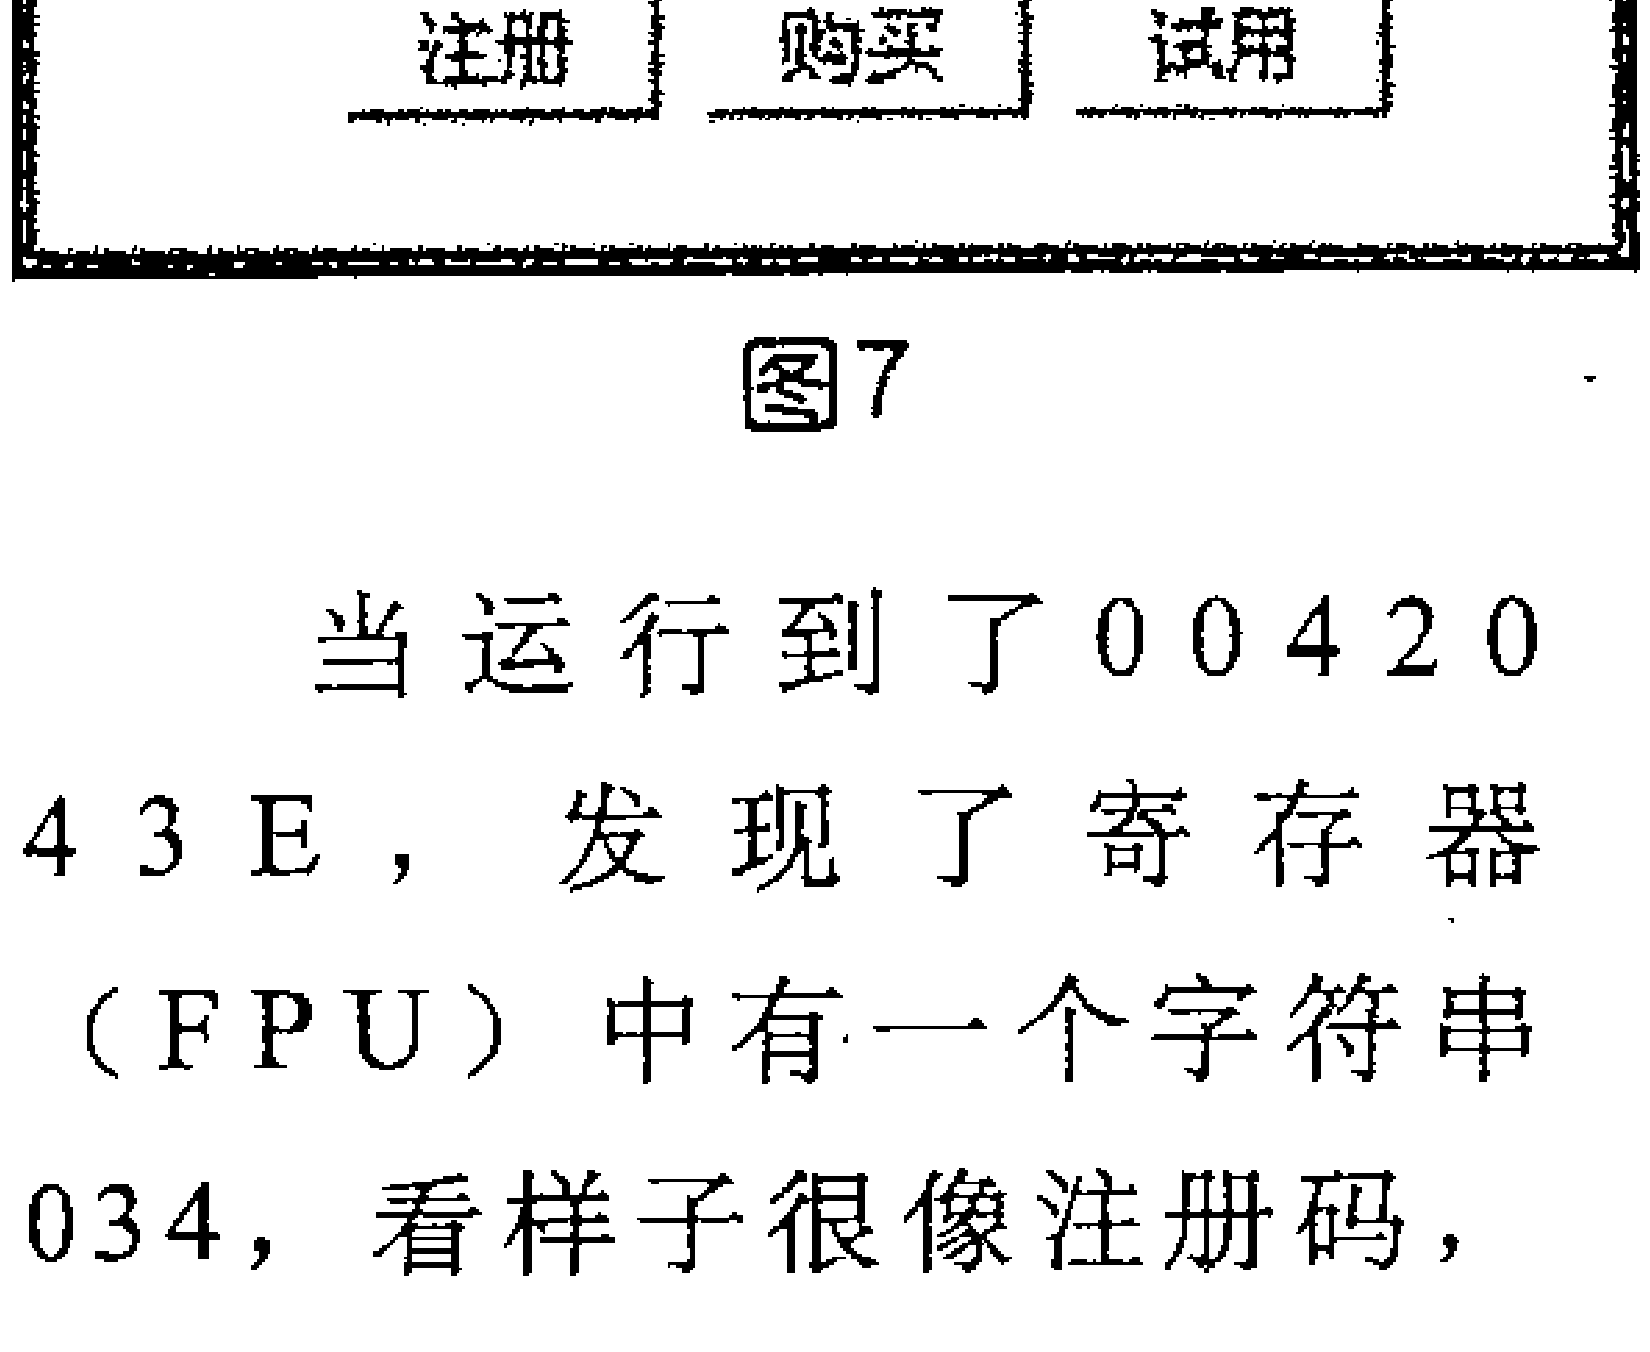 注册 购买 试用
图7
当运行到了00420
43E，发现了寄存器
（FPU）中有一个字符串
034，看样子很像注册码，